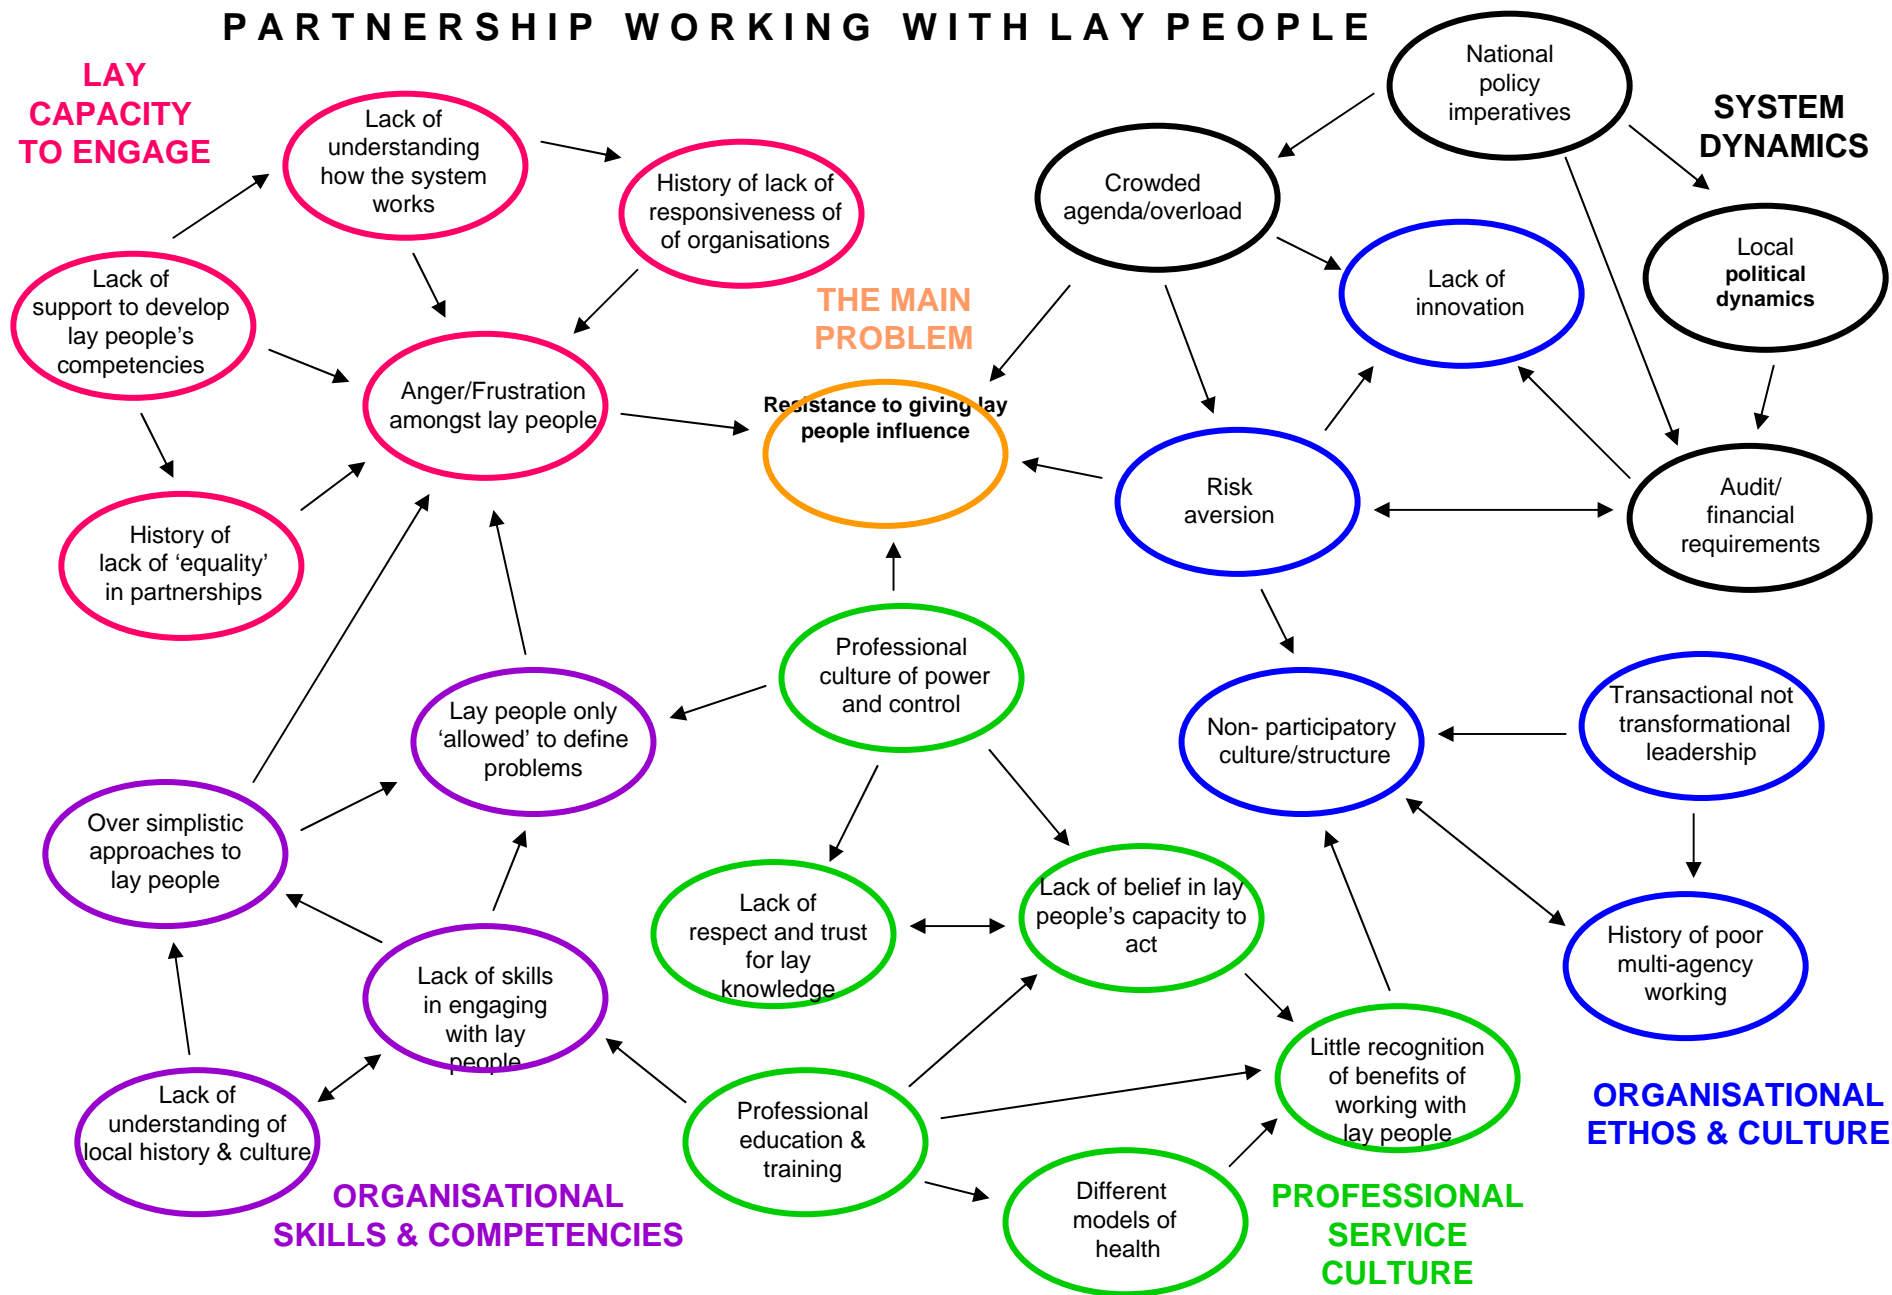 PARTNERSHIP WORKING WITH LAY PEOPLE
LAY
CAPACITY
TO ENGAGE
Lack of
understanding
how the system
works
History of lack of
responsiveness of
of organisations
Lack of
support to develop
lay people’s
competencies
Anger/Frustration
amongst lay people
History of
lack of ‘equality’
in partnerships
THE MAIN
PROBLEM
Resistance to giving lay
people influence
National
policy
imperatives
SYSTEM
DYNAMICS
Crowded
agenda/overload
Lack of
innovation
Local
political
dynamics
Risk
aversion
Audit/
financial
requirements
Professional
culture of power
and control
Lay people only
‘allowed’ to define
problems
Non- participatory
culture/structure
Transactional not
transformational
leadership
Over simplistic
approaches to
lay people
Lack of
respect and trust
for lay
knowledge
Lack of belief in lay
people’s capacity to
act
History of poor
multi-agency
working
Lack of skills
in engaging
with lay
people
Lack of
understanding of
local history & culture
Professional
education &
training
Little recognition
of benefits of
working with
lay people
Different
models of
health
ORGANISATIONAL
ETHOS & CULTURE
ORGANISATIONAL
SKILLS & COMPETENCIES
PROFESSIONAL
SERVICE
CULTURE